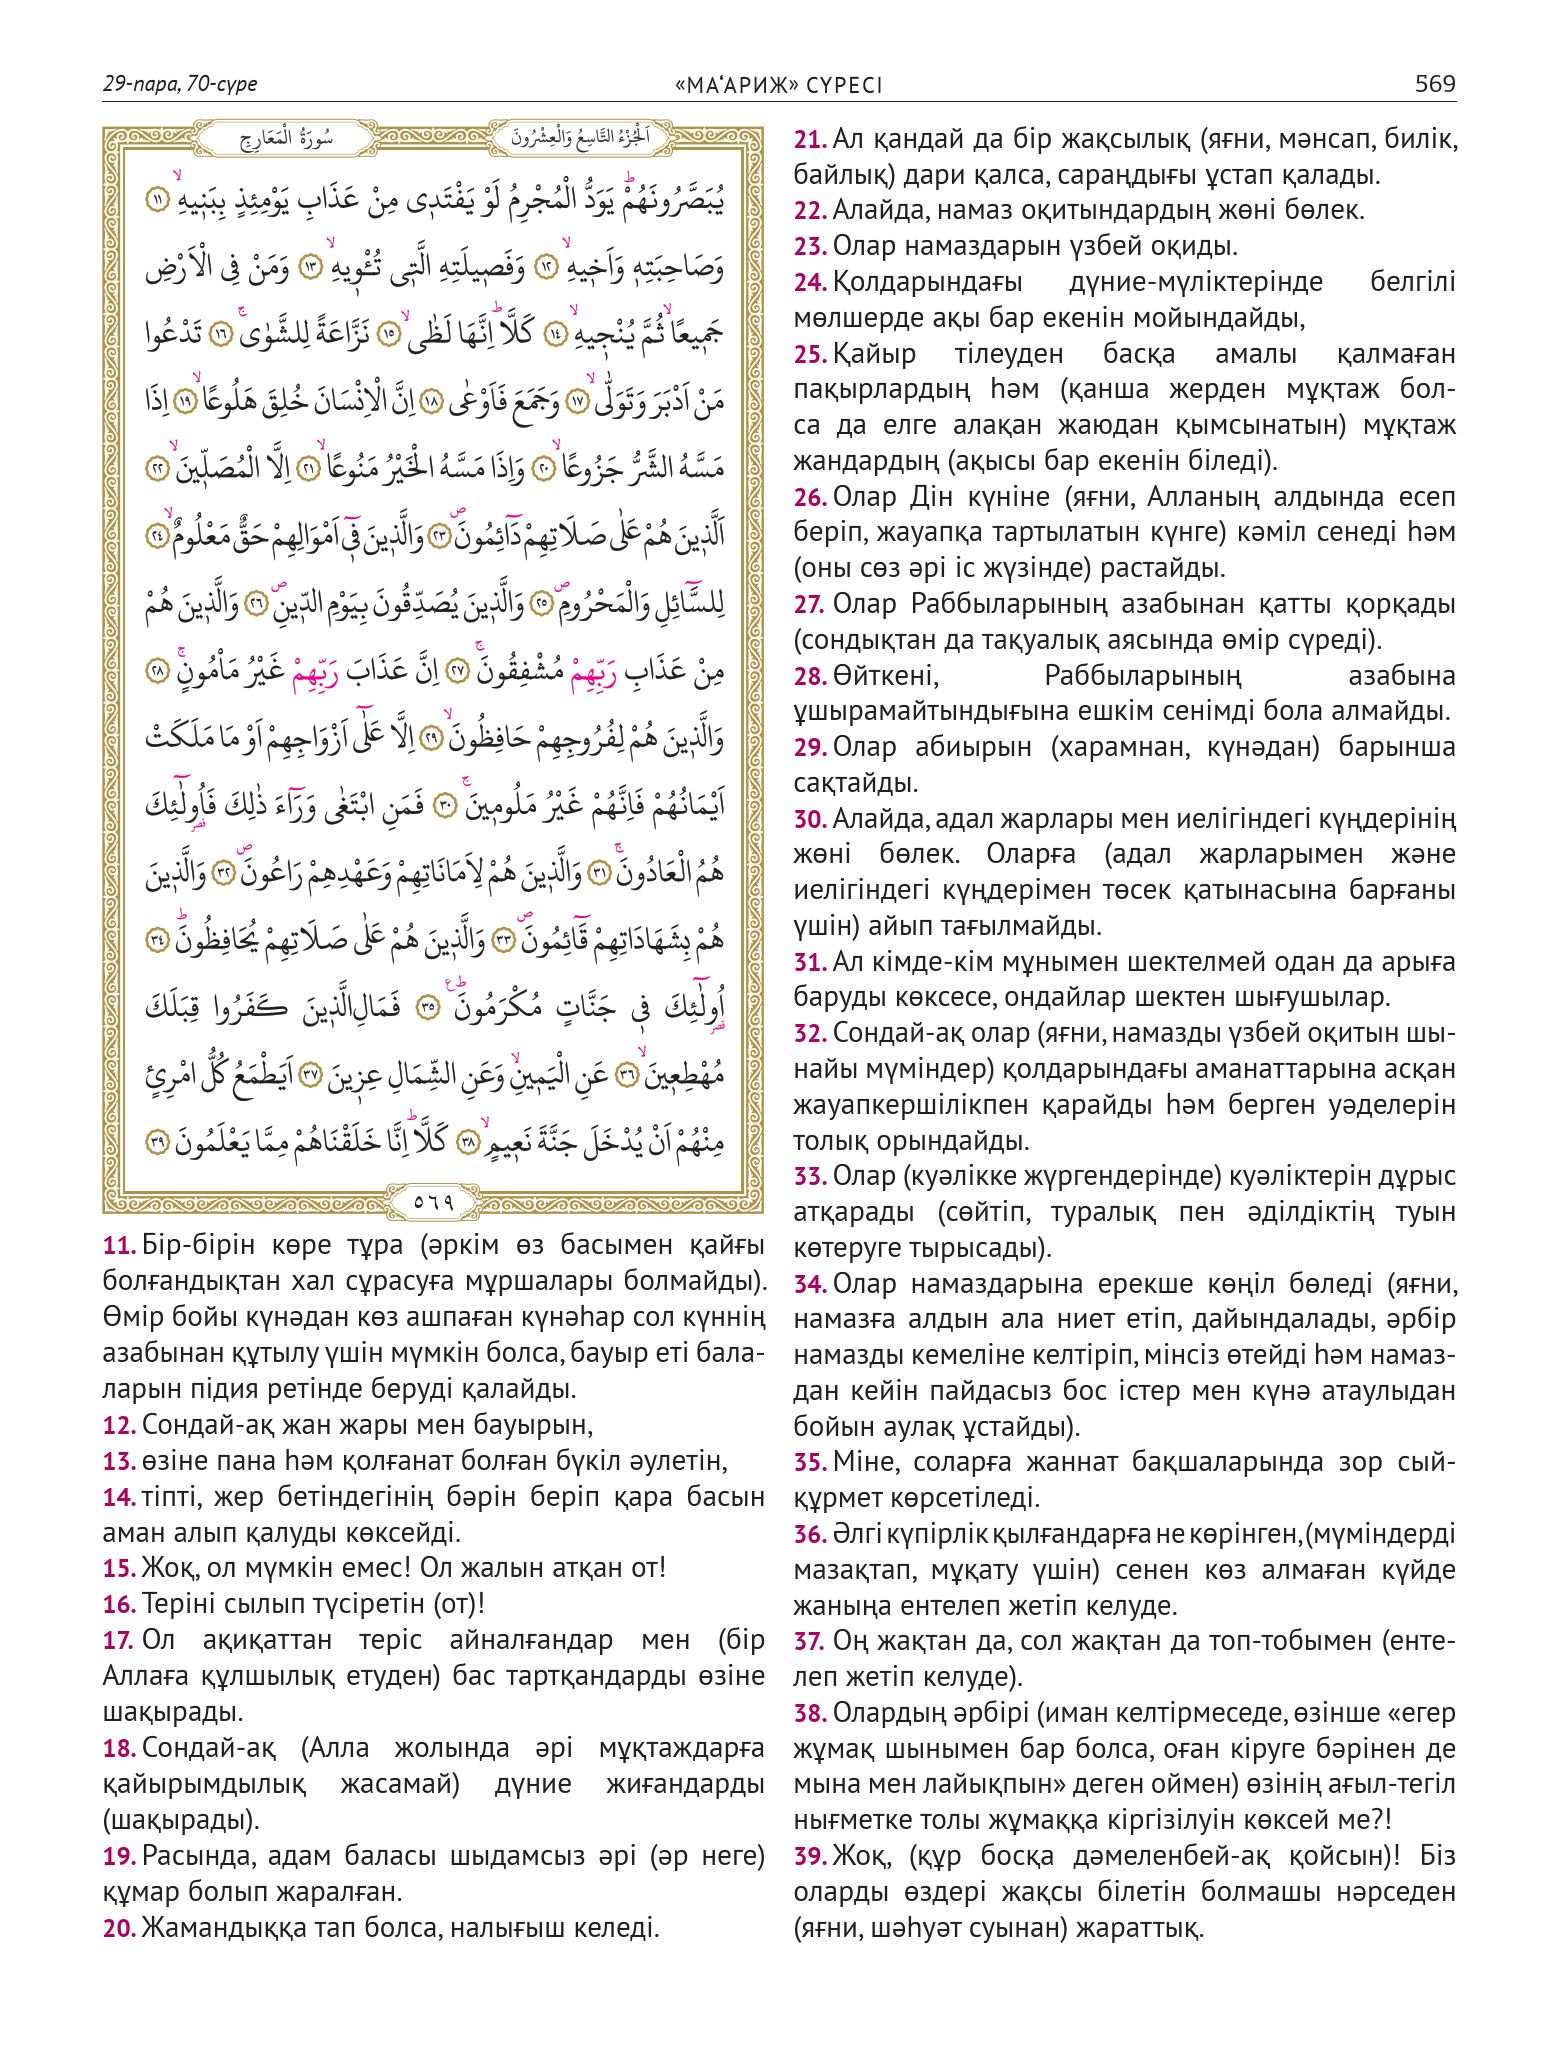 29-пара, 70-сүре
«МАʻАРИЖ» СҮРЕСІ
569
اَلْجُزْءُ التَّاسِعُ وَالْعِشْرُونَ
سُورَةُ الْمَعَارِجِ
يُبَصَّرُونَهُمْۜ يَوَدُّ الْمُجْرِمُ لَوْ يَفْتَد۪ي مِنْ عَذَابِ يَوْمِئِذٍ بِبَن۪يهِۙ ﴿١١﴾
وَصَاحِبَتِه۪ وَاَخ۪يهِۙ ﴿١٢﴾ وَفَص۪يلَتِهِ الَّت۪ي تُـْٔو۪يهِۙ ﴿١٣﴾ وَمَنْ فِي الْاَرْضِ
جَم۪يعًاۙ ثُمَّ يُنْج۪يهِۙ ﴿١٤﴾ كَلَّاۜ اِنَّهَا لَظٰىۙ ﴿١٥﴾ نَزَّاعَةً لِلشَّوٰىۚ ﴿١٦﴾ تَدْعُوا
مَنْ اَدْبَرَ وَتَوَلّٰىۙ ﴿١٧﴾ وَجَمَعَ فَاَوْعٰى ﴿١٨﴾ اِنَّ الْاِنْسَانَ خُلِقَ هَلُوعًاۙ ﴿١٩﴾ اِذَا
مَسَّهُ الشَّرُّ جَزُوعًاۙ ﴿٢٠﴾ وَاِذَا مَسَّهُ الْخَيْرُ مَنُوعًاۙ ﴿٢١﴾ اِلَّا الْمُصَلّ۪ينَۙ ﴿٢٢﴾
اَلَّذ۪ينَ هُمْ عَلٰى صَلَاتِهِمْ دَٓائِمُونَۖ ﴿٢٣﴾ وَالَّذ۪ينَ ف۪ٓي اَمْوَالِهِمْ حَقٌّ مَعْلُومٌۙ ﴿٢٤﴾
لِلسَّٓائِلِ وَالْمَحْرُومِۖ ﴿٢٥﴾ وَالَّذ۪ينَ يُصَدِّقُونَ بِيَوْمِ الدّ۪ينِۖ ﴿٢٦﴾ وَالَّذ۪ينَ هُمْ
مِنْ عَذَابِ رَبِّهِمْ مُشْفِقُونَۚ ﴿٢٧﴾ اِنَّ عَذَابَ رَبِّهِمْ غَيْرُ مَاْمُونٍۚ ﴿٢٨﴾
وَالَّذ۪ينَ هُمْ لِفُرُوجِهِمْ حَافِظُونَۙ ﴿٢٩﴾ اِلَّا عَلٰٓى اَزْوَاجِهِمْ اَوْ مَا مَلَكَتْ
اَيْمَانُهُمْ فَاِنَّهُمْ غَيْرُ مَلُوم۪ينَۚ ﴿٣٠﴾ فَمَنِ ابْتَغٰى وَرَٓاءَ ذٰلِكَ فَاُو۬لٰٓئِكَ
هُمُ الْعَادُونَۚ ﴿٣١﴾ وَالَّذ۪ينَ هُمْ لِاَمَانَاتِهِمْ وَعَهْدِهِمْ رَاعُونَۖ ﴿٣٢﴾ وَالَّذ۪ينَ
هُمْ بِشَهَادَاتِهِمْ قَٓائِمُونَۖ ﴿٣٣﴾ وَالَّذ۪ينَ هُمْ عَلٰى صَلَاتِهِمْ يُحَافِظُونَۜ ﴿٣٤﴾
اُو۬لٰٓئِكَ ف۪ي جَنَّاتٍ مُكْرَمُونَۜ ع ﴿٣٥﴾ فَمَالِ الَّذ۪ينَ كَفَرُوا قِبَلَكَ
مُهْطِع۪ينَۙ ﴿٣٦﴾ عَنِ الْيَم۪ينِۙ وَعَنِ الشِّمَالِ عِز۪ينَ ﴿٣٧﴾ اَيَطْمَعُ كُلُّ امْرِئٍ
مِنْهُمْ اَنْ يُدْخَلَ جَنَّةَ نَع۪يمٍۙ ﴿٣٨﴾ كَلَّاۜ اِنَّا خَلَقْنَاهُمْ مِمَّا يَعْلَمُونَ ﴿٣٩﴾
٥٦٩
11. Бір-бірін көре тұра (әркім өз басымен қайғы
болғандықтан хал сұрасуға мұршалары болмайды).
Өмір бойы күнәдан көз ашпаған күнәһар сол күннің
азабынан құтылу үшін мүмкін болса, бауыр еті бала-
ларын підия ретінде беруді қалайды.
12. Сондай-ақ жан жары мен бауырын,
13. өзіне пана һәм қолғанат болған бүкіл әулетін,
14. тіпті, жер бетіндегінің бәрін беріп қара басын
аман алып қалуды көксейді.
15. Жоқ, ол мүмкін емес! Ол жалын атқан от!
16. Теріні сылып түсіретін (от)!
17. Ол ақиқаттан теріс айналғандар мен (бір
Аллаға құлшылық етуден) бас тартқандарды өзіне
шақырады.
18. Сондай-ақ (Алла жолында әрі мұқтаждарға
қайырымдылық жасамай) дүние жиғандарды
(шақырады).
19. Расында, адам баласы шыдамсыз әрі (әр неге)
құмар болып жаралған.
20. Жамандыққа тап болса, налығыш келеді.
21. Ал қандай да бір жақсылық (яғни, мәнсап, билік,
байлық) дари қалса, сараңдығы ұстап қалады.
22. Алайда, намаз оқитындардың жөні бөлек.
23. Олар намаздарын үзбей оқиды.
24. Қолдарындағы дүние-мүліктерінде белгілі
мөлшерде ақы бар екенін мойындайды,
25. Қайыр тілеуден басқа амалы қалмаған
пақырлардың һәм (қанша жерден мұқтаж бол-
са да елге алақан жаюдан қымсынатын) мұқтаж
жандардың (ақысы бар екенін біледі).
26. Олар Дін күніне (яғни, Алланың алдында есеп
беріп, жауапқа тартылатын күнге) кәміл сенеді һәм
(оны сөз әрі іс жүзінде) растайды.
27. Олар Раббыларының азабынан қатты қорқады
(сондықтан да тақуалық аясында өмір сүреді).
28. Өйткені, Раббыларының азабына
ұшырамайтындығына ешкім сенімді бола алмайды.
29. Олар абиырын (харамнан, күнәдан) барынша
сақтайды.
30. Алайда, адал жарлары мен иелігіндегі күңдерінің
жөні бөлек. Оларға (адал жарларымен және
иелігіндегі күңдерімен төсек қатынасына барғаны
үшін) айып тағылмайды.
31. Ал кімде-кім мұнымен шектелмей одан да арыға
баруды көксесе, ондайлар шектен шығушылар.
32. Сондай-ақ олар (яғни, намазды үзбей оқитын шы-
найы мүміндер) қолдарындағы аманаттарына асқан
жауапкершілікпен қарайды һәм берген уәделерін
толық орындайды.
33. Олар (куәлікке жүргендерінде) куәліктерін дұрыс
атқарады (сөйтіп, туралық пен әділдіктің туын
көтеруге тырысады).
34. Олар намаздарына ерекше көңіл бөледі (яғни,
намазға алдын ала ниет етіп, дайындалады, әрбір
намазды кемеліне келтіріп, мінсіз өтейді һәм намаз-
дан кейін пайдасыз бос істер мен күнә атаулыдан
бойын аулақ ұстайды).
35. Міне, соларға жаннат бақшаларында зор сый-
құрмет көрсетіледі.
36. Әлгі күпірлік қылғандарға не көрінген, (мүміндерді
мазақтап, мұқату үшін) сенен көз алмаған күйде
жаныңа ентелеп жетіп келуде.
37. Оң жақтан да, сол жақтан да топ-тобымен (енте-
леп жетіп келуде).
38. Олардың әрбірі (иман келтірмеседе, өзінше «егер
жұмақ шынымен бар болса, оған кіруге бәрінен де
мына мен лайықпын» деген оймен) өзінің ағыл-тегіл
нығметке толы жұмаққа кіргізілуін көксей ме?!
39. Жоқ, (құр босқа дәмеленбей-ақ қойсын)! Біз
оларды өздері жақсы білетін болмашы нәрседен
(яғни, шәһуәт суынан) жараттық.